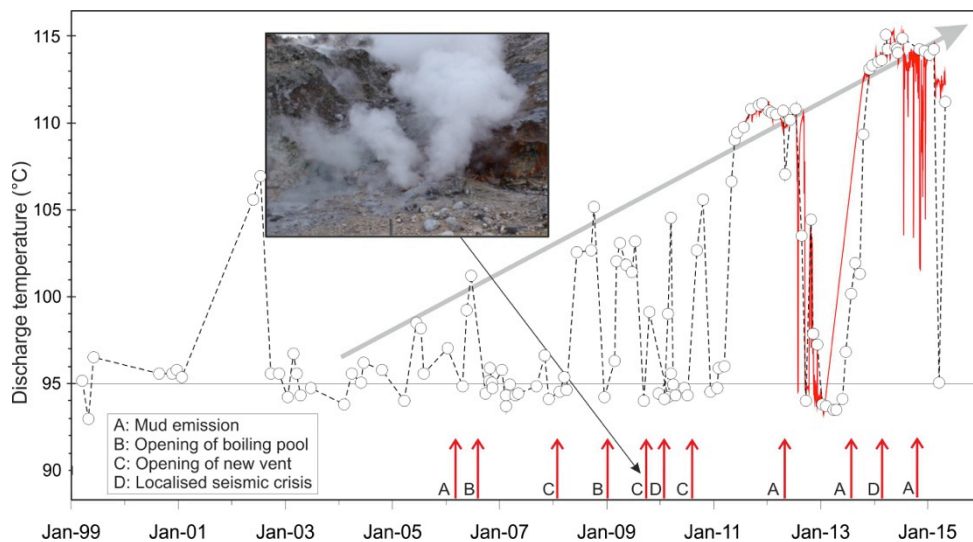 115
110
105
100
95
90
Discharge temperature (°C)
A: Mud emission
B: Opening of boiling pool
C: Opening of new vent
D: Localised seismic crisis
A B C B C D C A A D A
Jan-99 Jan-01 Jan-03 Jan-05 Jan-07 Jan-09 Jan-10 Jan-11 Jan-13 Jan-15